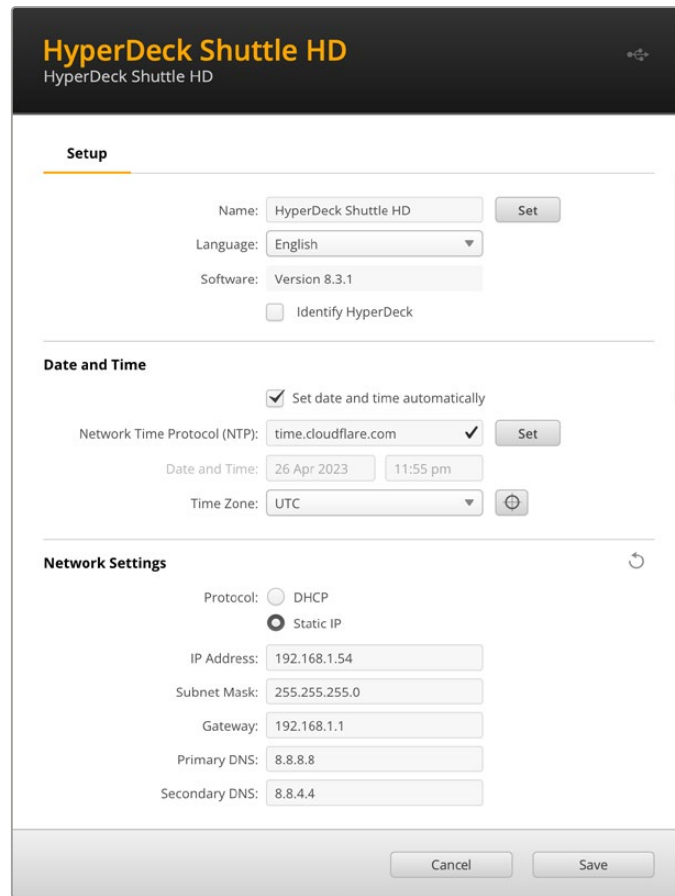 HyperDeck Shuttle HD
HyperDeck Shuttle HD
Setup
Name: HyperDeck Shuttle HD Set
Language: English
Software: Version 8.3.1
Identify HyperDeck
Date and Time
Set date and time automatically
Network Time Protocol (NTP): time.cloudflare.com Set
Date and Time: 26 Apr 2023 11:55 pm
Time Zone: UTC
Network Settings
Protocol: DHCP
Static IP
IP Address: 192.168.1.54
Subnet Mask: 255.255.255.0
Gateway: 192.168.1.1
Primary DNS: 8.8.8.8
Secondary DNS: 8.8.4.4
Cancel Save